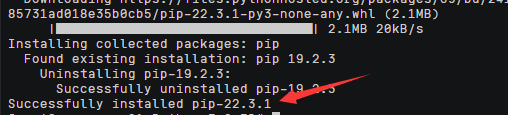 85731ad018e35b0cb5/pip-22.3.1-py3-none-any.whl (2.1MB)
| 2.1MB 20kB/s
Installing collected packages: pip
Found existing installation: pip 19.2.3
Uninstalling pip-19.2.3:
Successfully uninstalled pip-19.2.3
Successfully installed pip-22.3.1